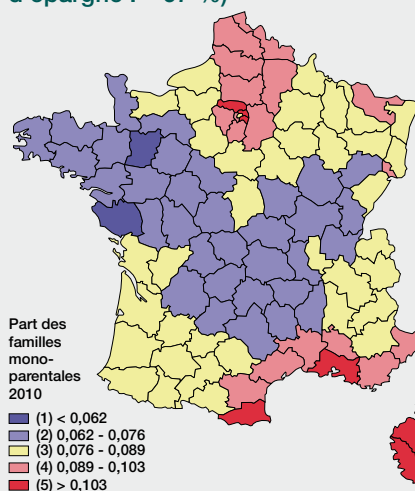 d'épargne : – 67 %)
Part des
familles
mono-
parentales
2010
(1) < 0,062
(2) 0,062 - 0,076
(3) 0,076 - 0,089
(4) 0,089 - 0,103
(5) > 0,103